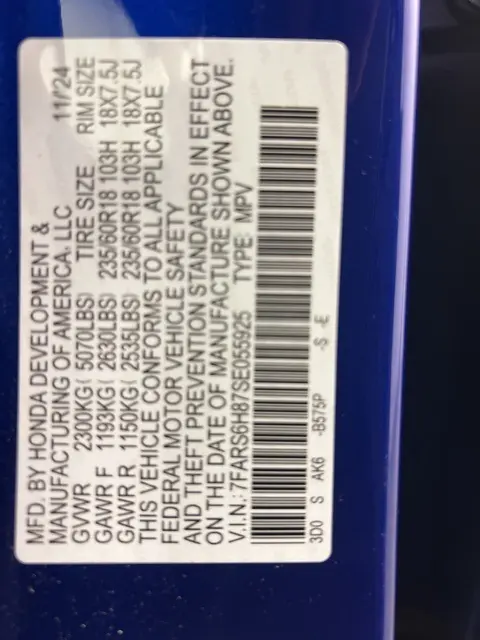 MFD. BY HONDA DEVELOPMENT &
MANUFACTURING OF AMERICA, LLC 11/24
GVWR 2300KG( 5070LBS) TIRE SIZE RIM SIZE
GAWR F 1193KG( 2630LBS) 235/60R18 103H 18X7.5J
GAWR R 1150KG( 2535LBS) 235/60R18 103H 18X7.5J
THIS VEHICLE CONFORMS TO ALL APPLICABLE
FEDERAL MOTOR VEHICLE SAFETY
AND THEFT PREVENTION STANDARDS IN EFFECT
ON THE DATE OF MANUFACTURE SHOWN ABOVE.
V.I.N.: 7FARS6H87SE055925 TYPE: MPV
3D0 S AK6 -B575P -S -E